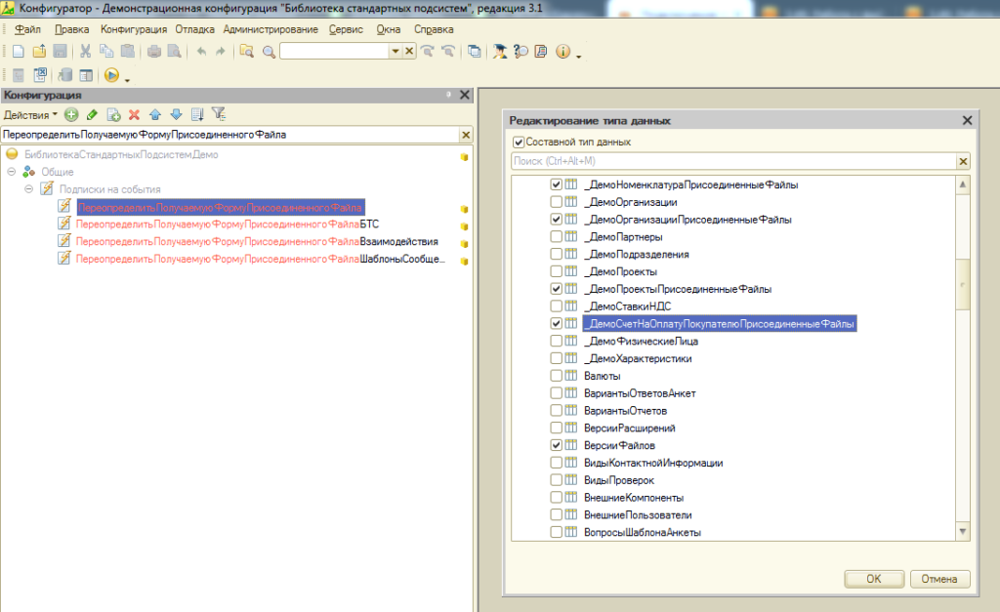 Конфигуратор - Демонстрационная конфигурация "Библиотека стандартных подсистем", редакция 3.1
Файл Правка Конфигурация Отладка Администрирование Сервис Окна Справка
Конфигурация
Действия
ПереопределитьПолучаемуюФормуПрисоединенногоФайла
БиблиотекаСтандартныхПодсистемДемо
Общие
Подписки на события
ПереопределитьПолучаемуюФормуПрисоединенногоФайла
ПереопределитьПолучаемуюФормуПрисоединенногоФайлаБТС
ПереопределитьПолучаемуюФормуПрисоединенногоФайлаВзаимодействия
ПереопределитьПолучаемуюФормуПрисоединенногоФайлаШаблоныСообще...
Редактирование типа данных
Составной тип данных
Поиск (Ctrl+Alt+M)
_ДемоНоменклатураПрисоединенныеФайлы
_ДемоОрганизации
_ДемоОрганизацииПрисоединенныеФайлы
_ДемоПартнеры
_ДемоПодразделения
_ДемоПроекты
_ДемоПроектыПрисоединенныеФайлы
_ДемоСтавкиНДС
_ДемоСчетНаОплатуПокупателюПрисоединенныеФайлы
_ДемоФизическиеЛица
_ДемоХарактеристики
Валюты
ВариантыОтветовАнкет
ВариантыОтчетов
ВерсииРасширений
ВерсииФайлов
ВидыКонтактнойИнформации
ВидыПроверок
ВнешниеКомпоненты
ВнешниеПользователи
ВопросыШаблонаАнкеты
OK Отмена